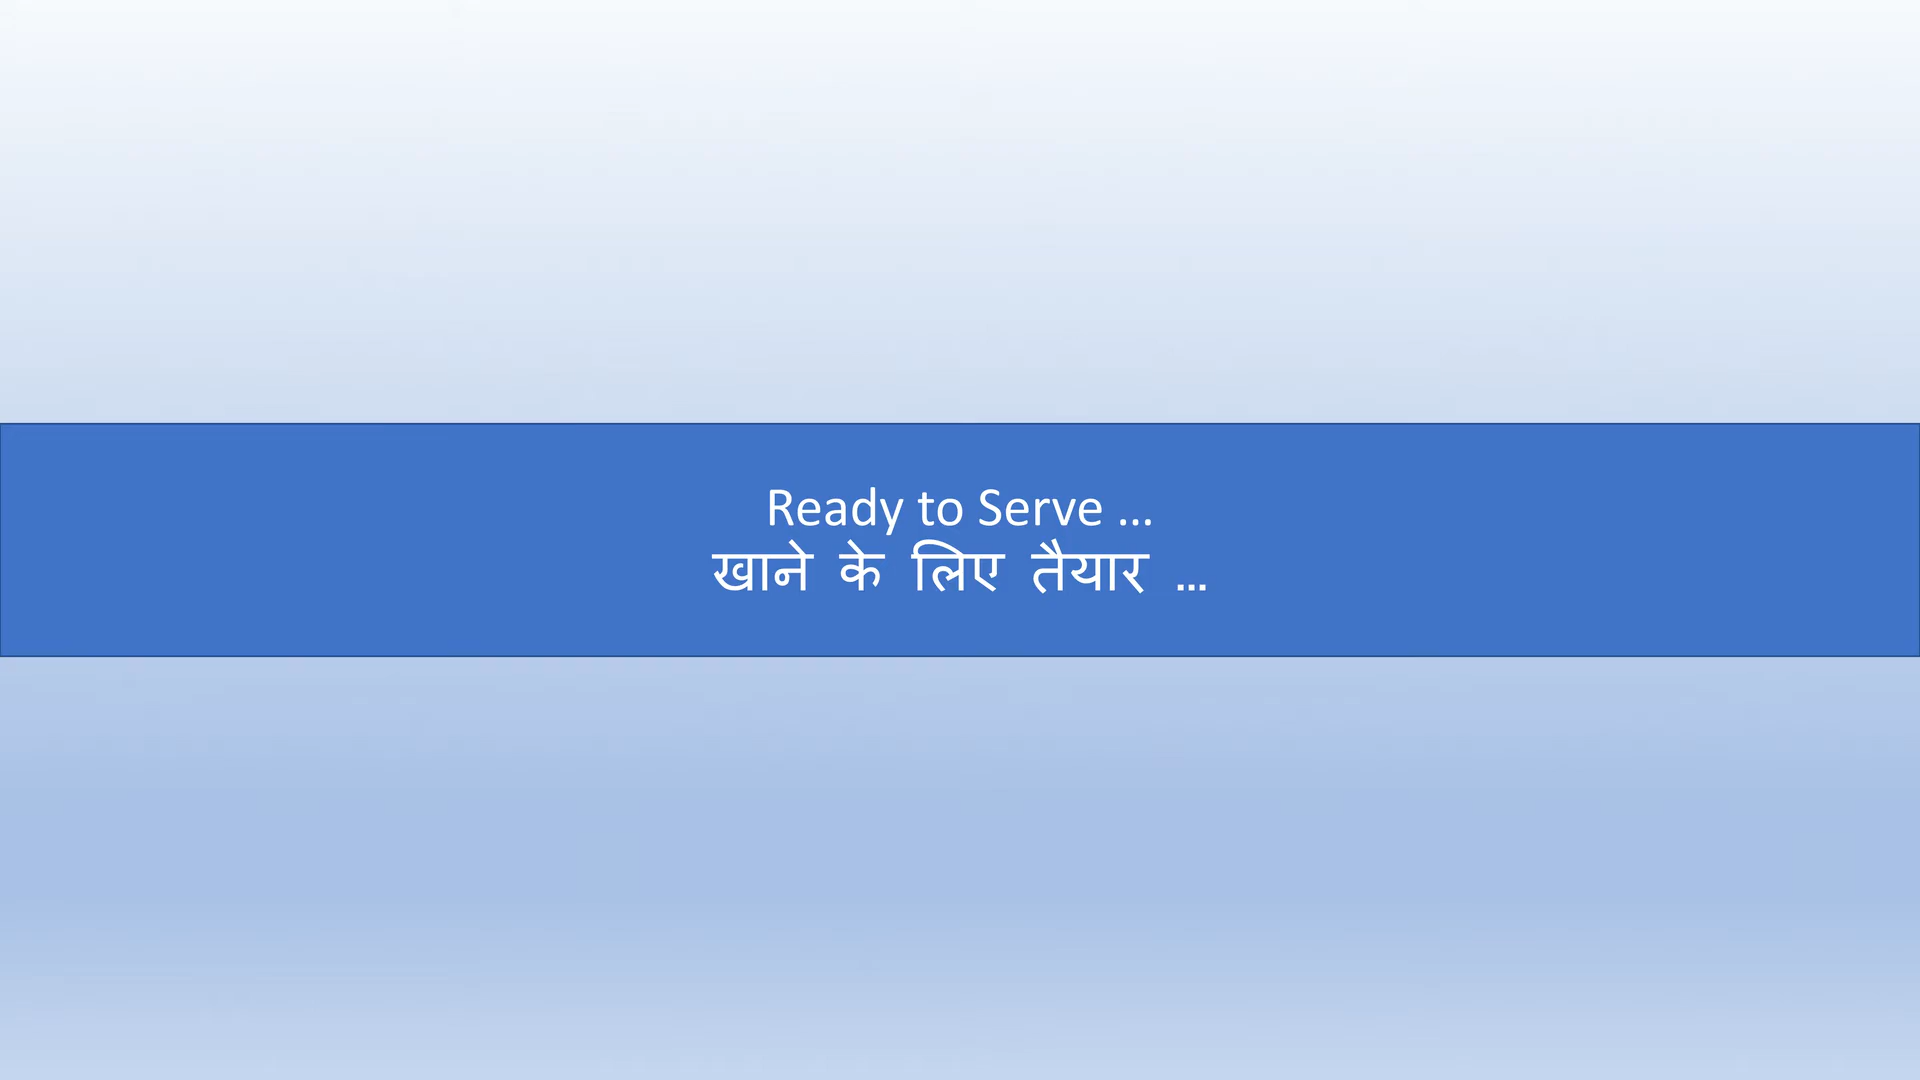 Ready to Serve ...
खाने के लिए तैयार ...